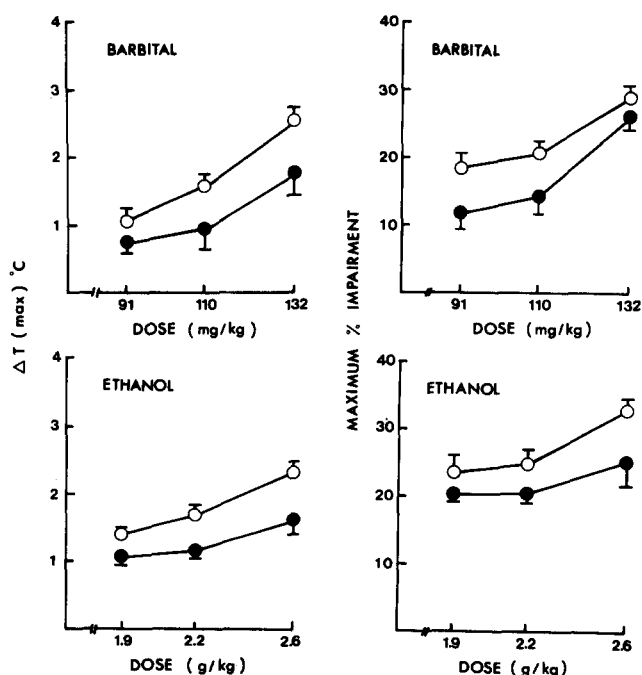 BARBITAL
4
3
2
1
91
110
132
DOSE (mg/kg)
BARBITAL
40
30
20
10
91
110
132
DOSE (mg/kg)
ΔT (max) °C
MAXIMUM % IMPAIRMENT
ETHANOL
4
3
2
1
1.9
2.2
2.6
DOSE (g/kg)
ETHANOL
40
30
20
10
1.9
2.2
2.6
DOSE (g/kg)